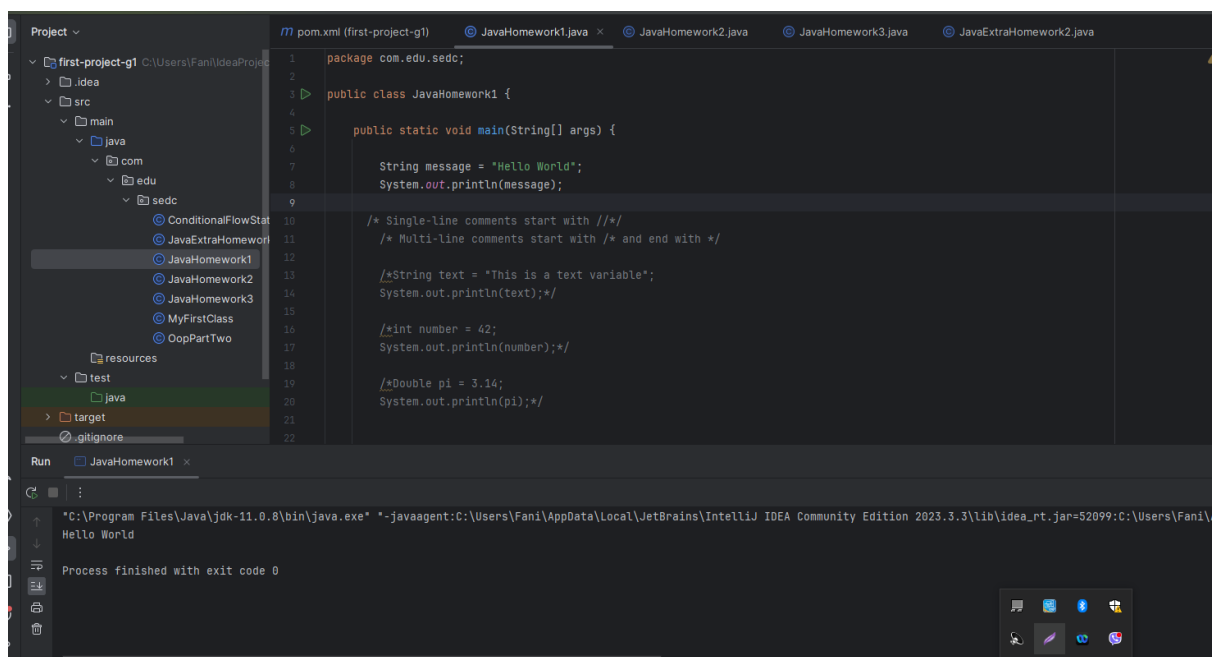 Project
pom.xml (first-project-g1) JavaHomework1.java JavaHomework2.java JavaHomework3.java JavaExtraHomework2.java
first-project-g1 C:\Users\Fani\IdeaProjec
.idea
src
main
java
com
edu
sedc
ConditionalFlowStat
JavaExtraHomework
JavaHomework1
JavaHomework2
JavaHomework3
MyFirstClass
OopPartTwo
resources
test
java
target
.gitignore
1 package com.edu.sedc;
2
3 public class JavaHomework1 {
4
5 public static void main(String[] args) {
6
7 String message = "Hello World";
8 System.out.println(message);
9
10 /* Single-line comments start with //*/
11 /* Multi-line comments start with /* and end with */
12
13 /*String text = "This is a text variable";
14 System.out.println(text);*/
15
16 /*int number = 42;
17 System.out.println(number);*/
18
19 /*Double pi = 3.14;
20 System.out.println(pi);*/
21
22
Run JavaHomework1
"C:\Program Files\Java\jdk-11.0.8\bin\java.exe" "-javaagent:C:\Users\Fani\AppData\Local\JetBrains\IntelliJ IDEA Community Edition 2023.3.3\lib\idea_rt.jar=52099:C:\Users\Fani\
Hello World
Process finished with exit code 0